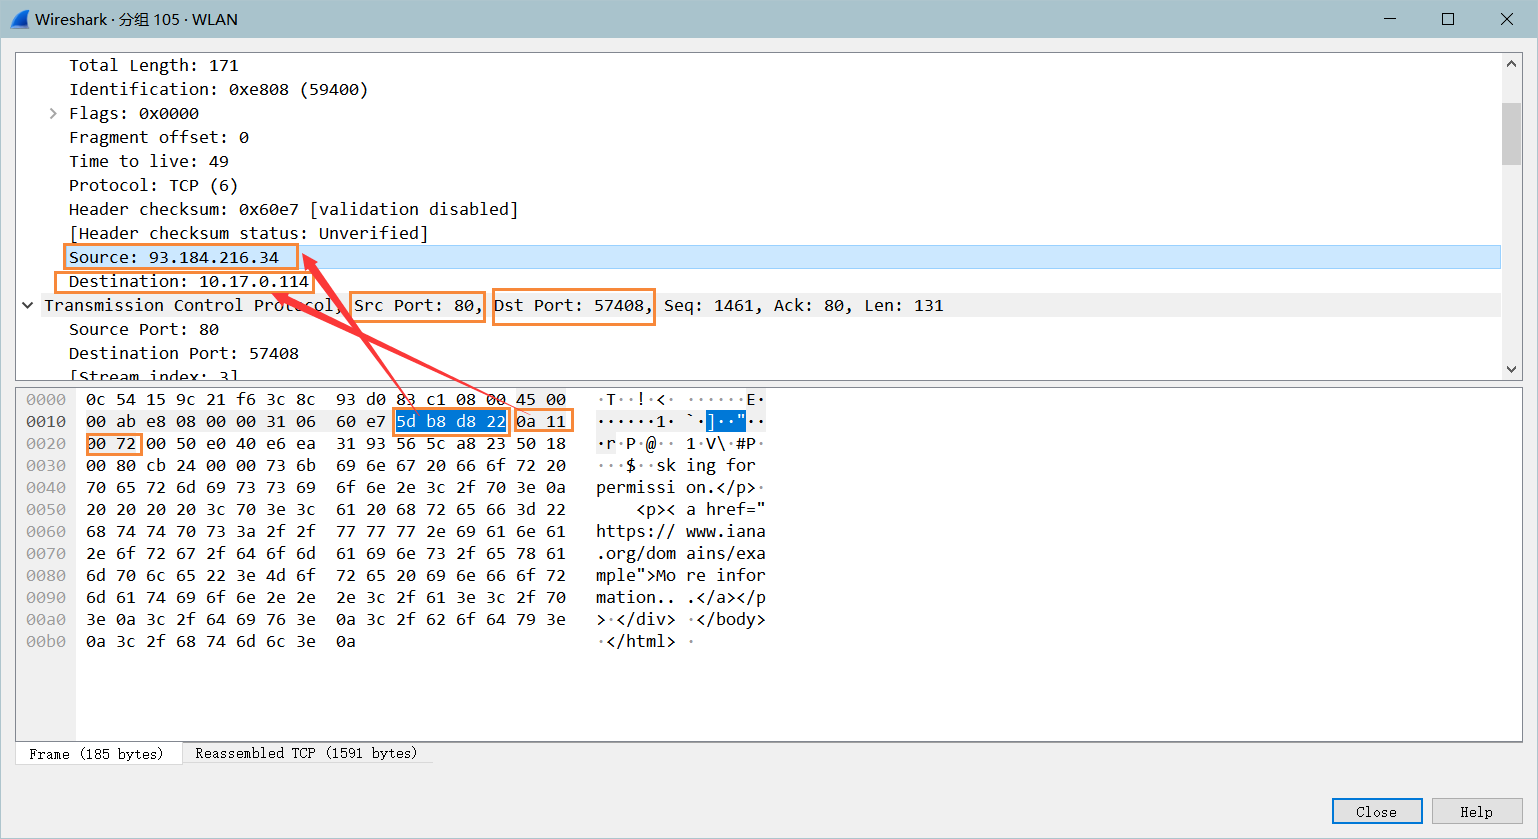 Wireshark · 分组 105 · WLAN
Total Length: 171
Identification: 0xe808 (59400)
Flags: 0x0000
Fragment offset: 0
Time to live: 49
Protocol: TCP (6)
Header checksum: 0x60e7 [validation disabled]
[Header checksum status: Unverified]
Source: 93.184.216.34
Destination: 10.17.0.114
Transmission Control Protocol, Src Port: 80, Dst Port: 57408, Seq: 1461, Ack: 80, Len: 131
Source Port: 80
Destination Port: 57408
[Stream index: 3]
0000 0c 54 15 9c 21 f6 3c 8c 93 d0 83 c1 08 00 45 00 ·T··!·<· ······E·
0010 00 ab e8 08 00 00 31 06 60 e7 5d b8 d8 22 0a 11 ······1· `·]··"··
0020 00 72 00 50 e0 40 e6 ea 31 93 56 5c a8 23 50 18 ·r·P·@·· 1·V\·#P·
0030 00 80 cb 24 00 00 73 6b 69 6e 67 20 66 6f 72 20 ···$··sk ing for
0040 70 65 72 6d 69 73 73 69 6f 6e 2e 3c 2f 70 3e 0a permissi on.</p>·
0050 20 20 20 20 3c 70 3e 3c 61 20 68 72 65 66 3d 22 <p>< a href="
0060 68 74 74 70 73 3a 2f 2f 77 77 77 2e 69 61 6e 61 https:// www.iana
0070 2e 6f 72 67 2f 64 6f 6d 61 69 6e 73 2f 65 78 61 .org/dom ains/exa
0080 6d 70 6c 65 22 3e 4d 6f 72 65 20 69 6e 66 6f 72 mple">Mo re infor
0090 6d 61 74 69 6f 6e 2e 2e 2e 3c 2f 61 3e 3c 2f 70 mation.. .</a></p
00a0 3e 0a 3c 2f 64 69 76 3e 0a 3c 2f 62 6f 64 79 3e >·</div> ·</body>
00b0 0a 3c 2f 68 74 6d 6c 3e 0a ·</html> ·
Frame (185 bytes) Reassembled TCP (1591 bytes)
Close Help